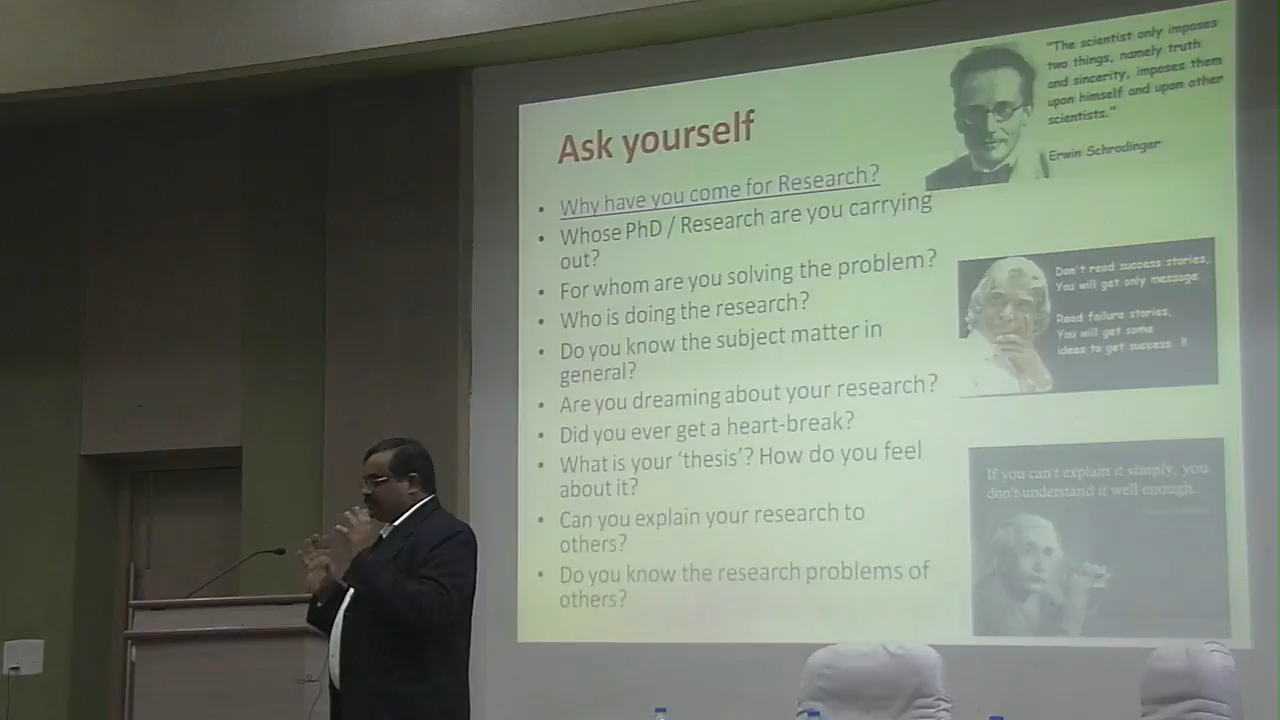 Ask yourself
• Why have you come for Research?
• Whose PhD / Research are you carrying
out?
• For whom are you solving the problem?
• Who is doing the research?
• Do you know the subject matter in
general?
• Are you dreaming about your research?
• Did you ever get a heart-break?
• What is your ‘thesis’? How do you feel
about it?
• Can you explain your research to
others?
• Do you know the research problems of
others?
"The scientist only imposes
two things, namely truth
and sincerity, imposes them
upon himself and upon other
scientists."
Erwin Schrodinger
Don't read success stories,
You will get only message
Read failure stories,
You will get some
ideas to get success !!
If you can't explain it simply, you
don't understand it well enough.